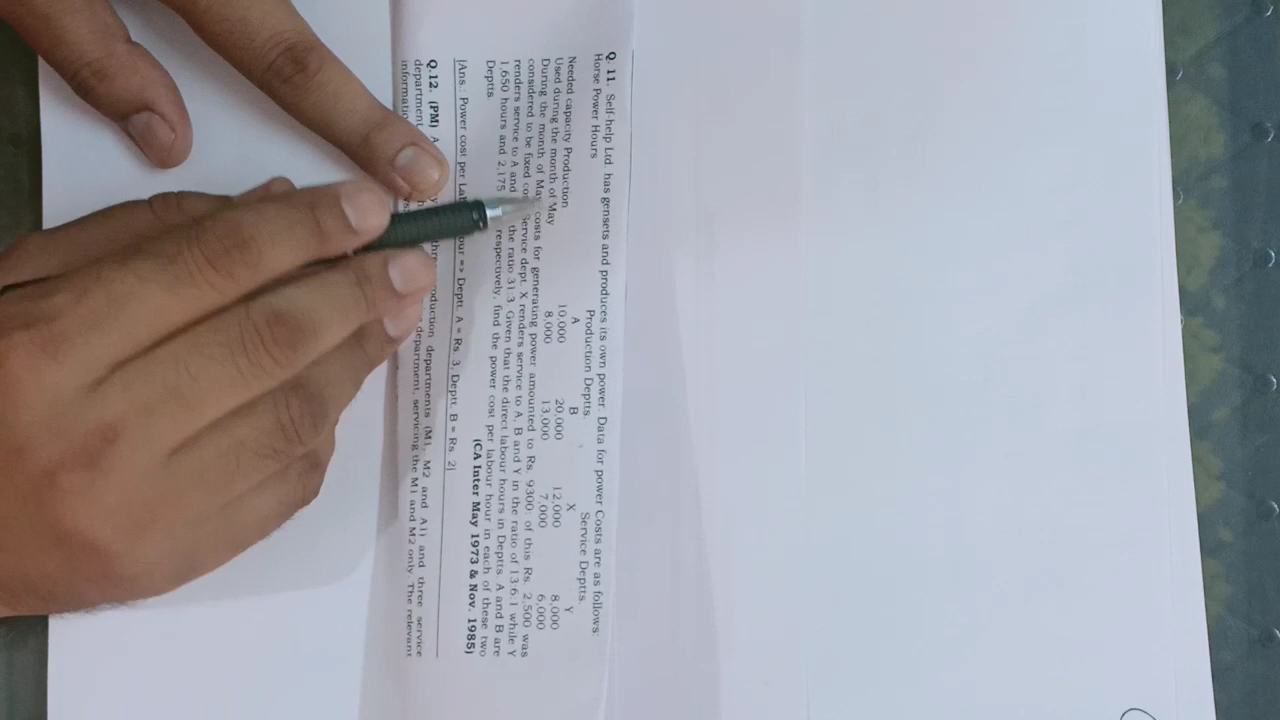 Q. 11. Self-help Ltd. has gensets and produces its own power. Data for power Costs are as follows:
Horse Power Hours Production Deptts. Service Deptts.
A B X Y
Needed capacity Production 10,000 20,000 12,000 8,000
Used during the month of May 8,000 13,000 7,000 6,000
During the month of May costs for generating power amounted to Rs. 9300; of this Rs. 2,500 was
considered to be fixed Service dept. X renders service to A, B and Y in the ratio of 13:6:1 while Y
renders service to A and the ratio 31:3. Given that the direct labour hours in Deptts. A and B are
1,650 hours and 2,175 respectively, find the power cost per labour hour in each of these two
Deptts. (CA Inter May 1973 & Nov. 1985)
[Ans.: Power cost per our => Deptt. A = Rs. 3, Deptt. B = Rs. 2]
Q.12. (PM) production departments (M1, M2 and A1) and three service
department department, servicing the M1 and M2 only. The relevant